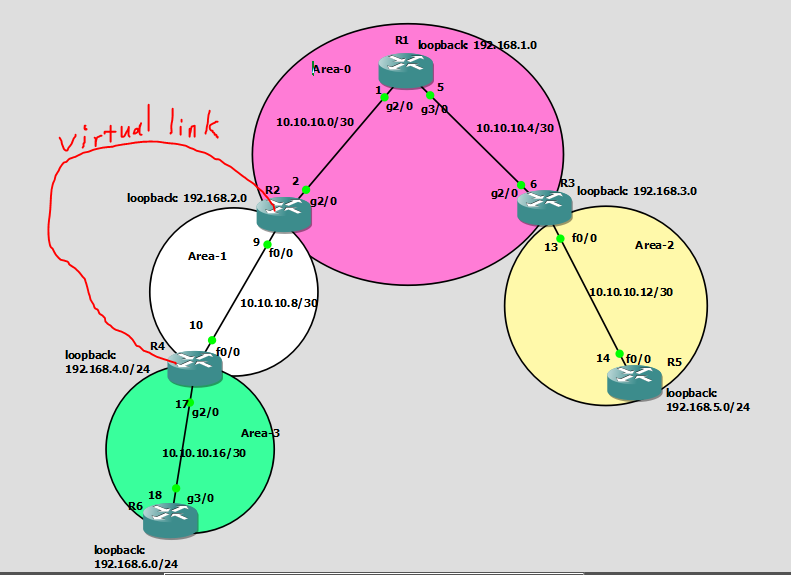 R1
loopback: 192.168.1.0
Area-0
1
5
g2/0
g3/0
10.10.10.0/30
10.10.10.4/30
virtual link
2
R2
g2/0
6
R3
g2/0
loopback: 192.168.2.0
loopback: 192.168.3.0
9
f0/0
13
f0/0
Area-1
Area-2
10.10.10.8/30
10.10.10.12/30
10
R4
f0/0
loopback:
192.168.4.0/24
14
f0/0
R5
loopback:
192.168.5.0/24
17
g2/0
Area-3
10.10.10.16/30
18
g3/0
R6
loopback:
192.168.6.0/24